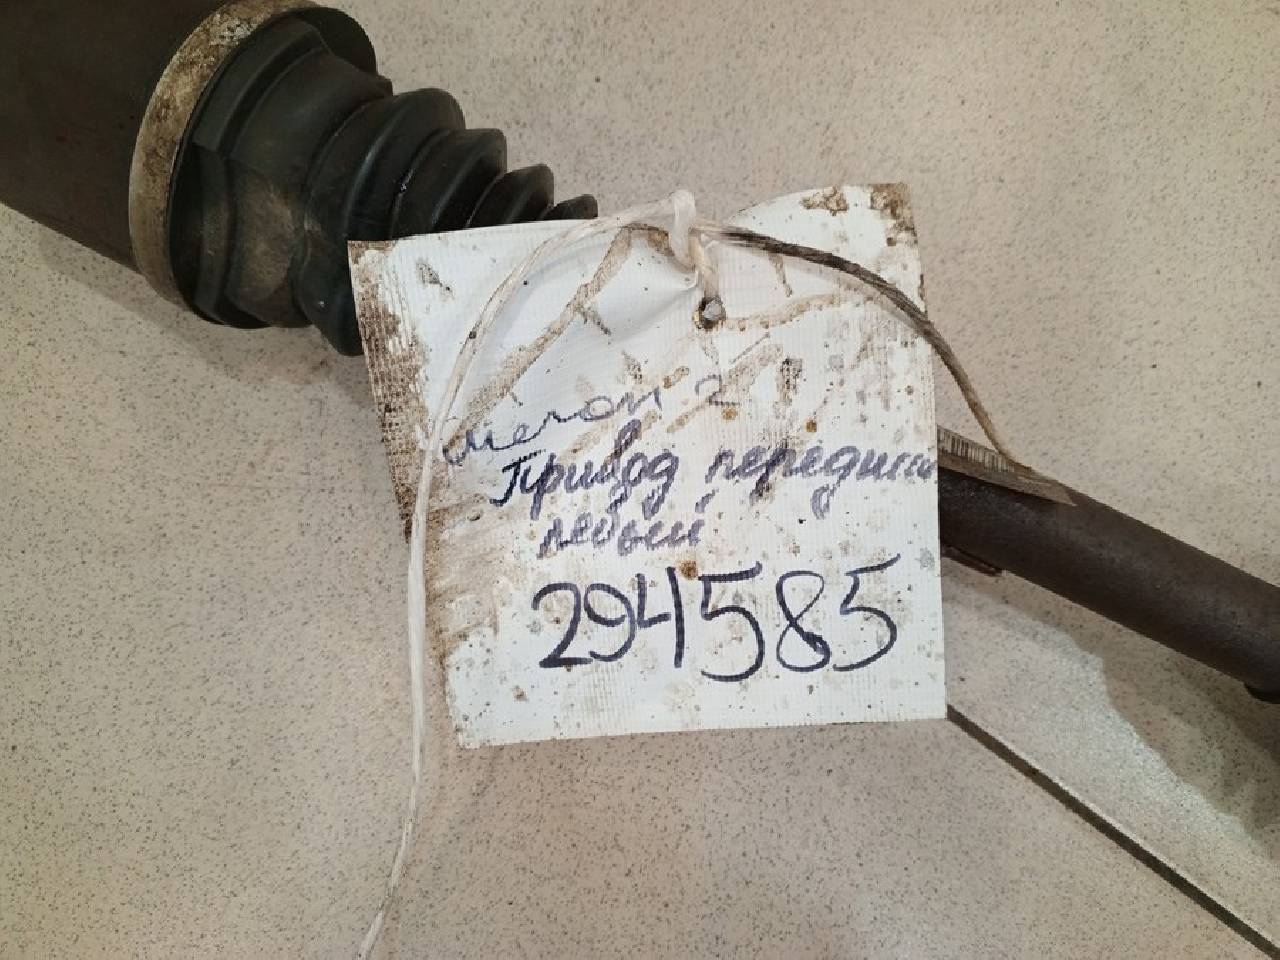 меган 2
Привод передний
левый
294585